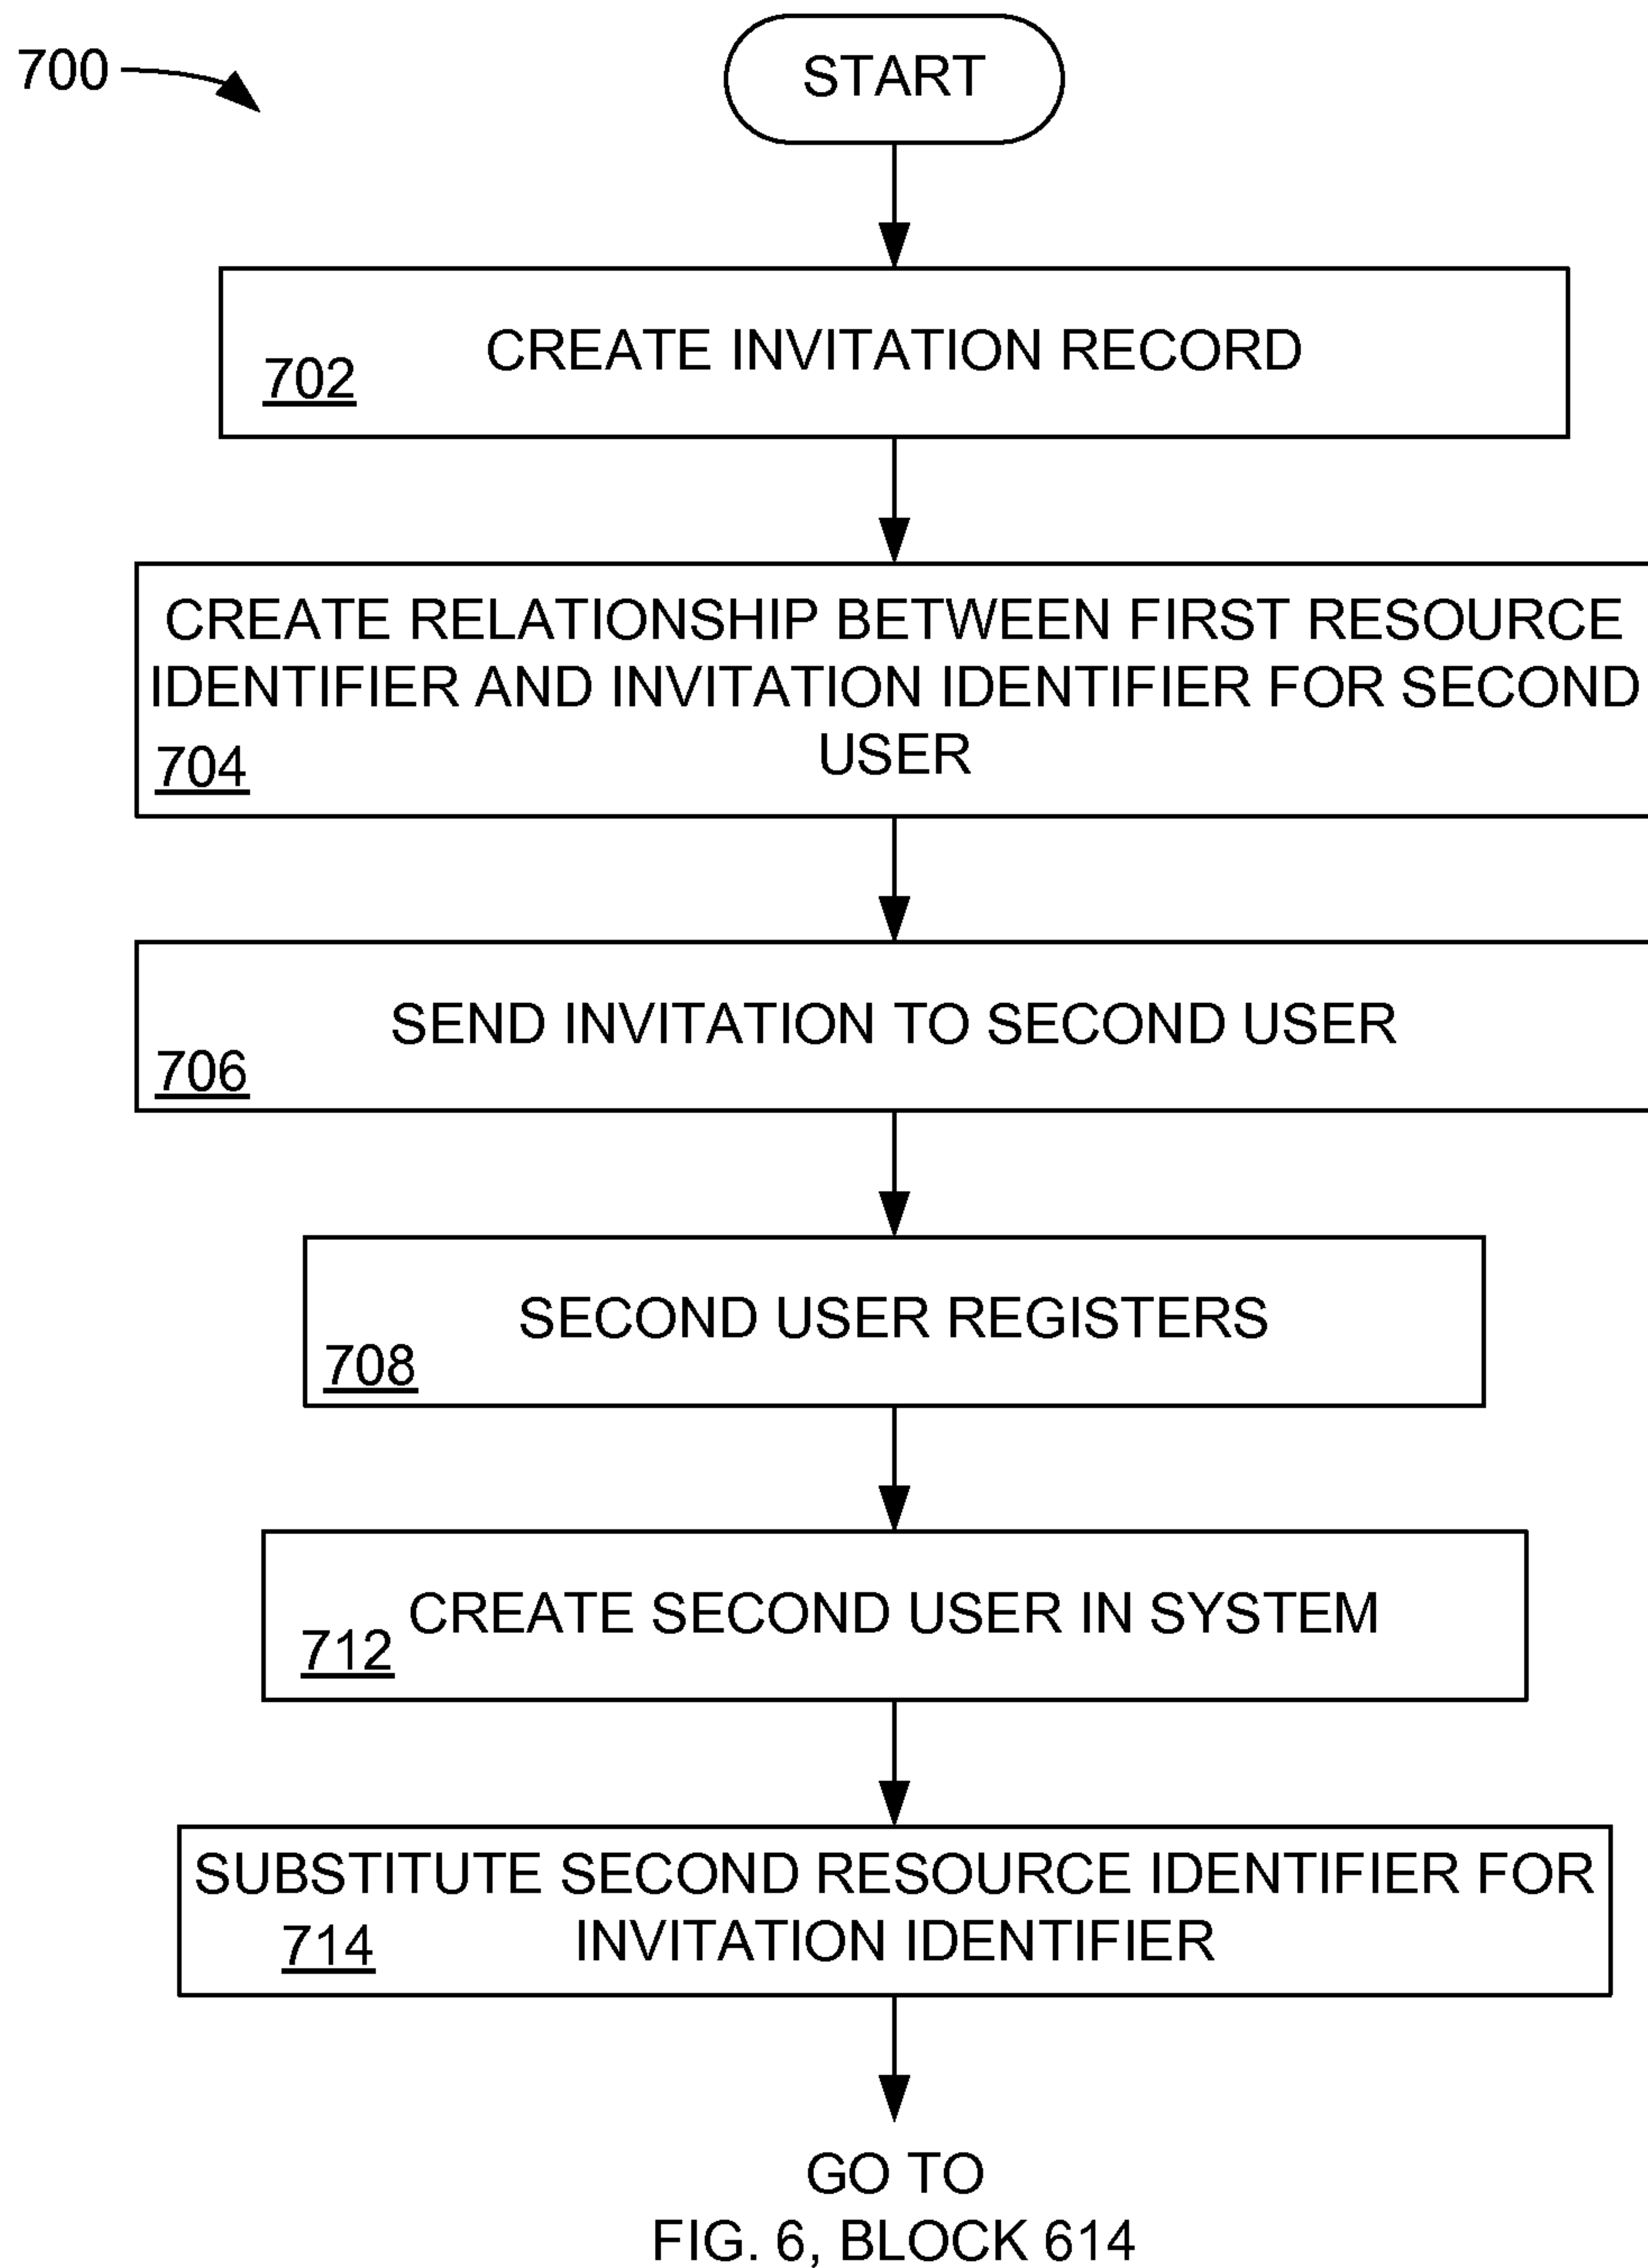 700
START
CREATE INVITATION RECORD
702
CREATE RELATIONSHIP BETWEEN FIRST RESOURCE
IDENTIFIER AND INVITATION IDENTIFIER FOR SECOND
USER
704
SEND INVITATION TO SECOND USER
706
SECOND USER REGISTERS
708
CREATE SECOND USER IN SYSTEM
712
SUBSTITUTE SECOND RESOURCE IDENTIFIER FOR
INVITATION IDENTIFIER
714
GO TO
FIG. 6, BLOCK 614